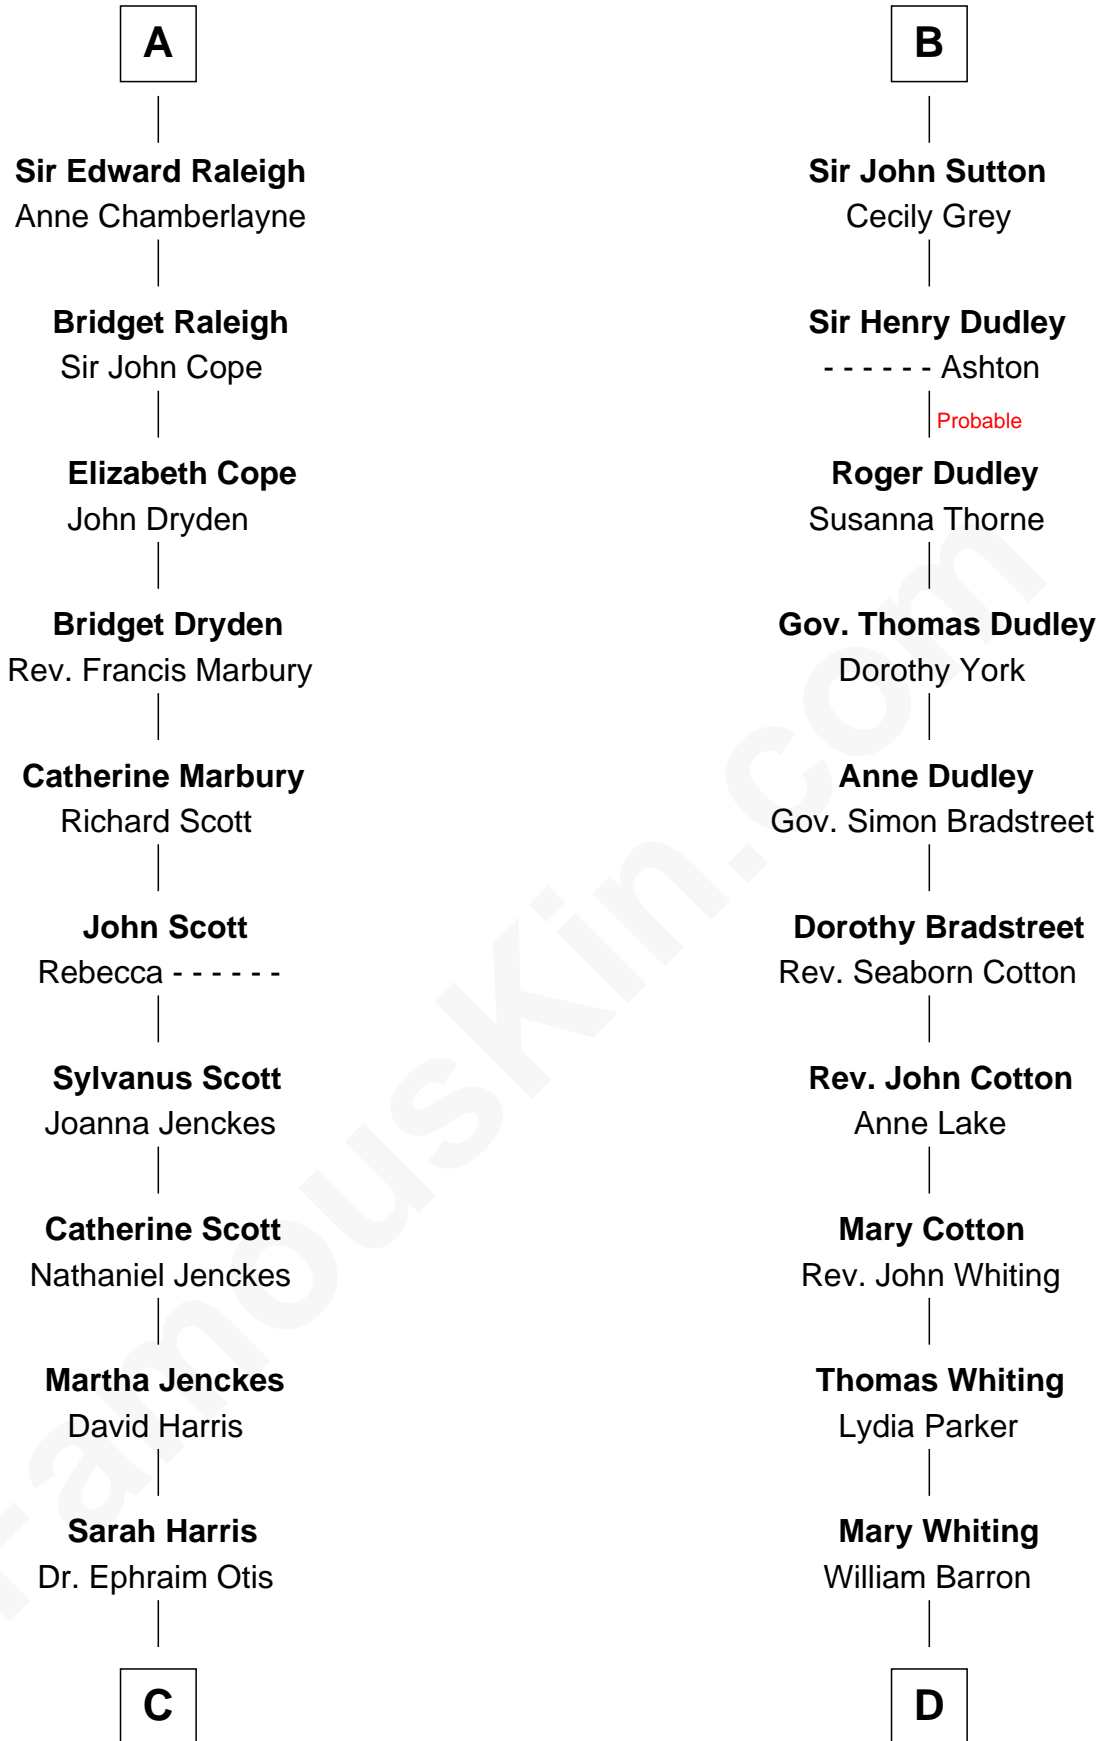 A
Sir Edward Raleigh
Anne Chamberlayne
Bridget Raleigh
Sir John Cope
Elizabeth Cope
John Dryden
Bridget Dryden
Rev. Francis Marbury
Catherine Marbury
Richard Scott
John Scott
Rebecca - - - - - -
Sylvanus Scott
Joanna Jenckes
Catherine Scott
Nathaniel Jenckes
Martha Jenckes
David Harris
Sarah Harris
Dr. Ephraim Otis
C
B
Sir John Sutton
Cecily Grey
Sir Henry Dudley
- - - - - - Ashton
Probable
Roger Dudley
Susanna Thorne
Gov. Thomas Dudley
Dorothy York
Anne Dudley
Gov. Simon Bradstreet
Dorothy Bradstreet
Rev. Seaborn Cotton
Rev. John Cotton
Anne Lake
Mary Cotton
Rev. John Whiting
Thomas Whiting
Lydia Parker
Mary Whiting
William Barron
D
FamousKin.com